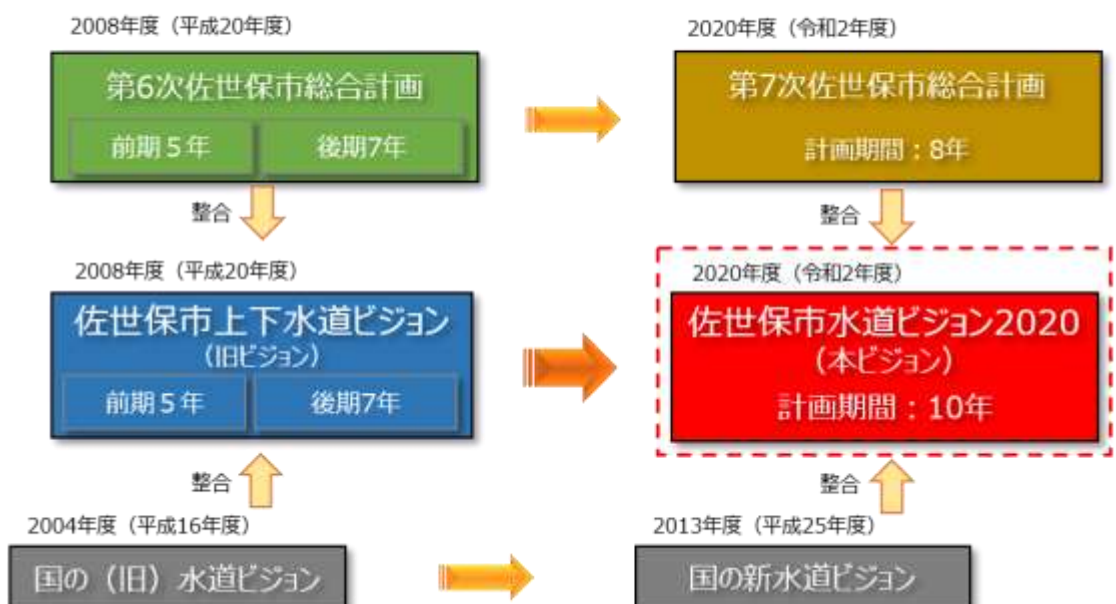 2008年度（平成20年度）
第6次佐世保市総合計画
前期５年
後期7年
整合
2008年度（平成20年度）
佐世保市上下水道ビジョン
（旧ビジョン）
前期５年
後期7年
整合
2004年度（平成16年度）
国の（旧）水道ビジョン
2020年度（令和2年度）
第7次佐世保市総合計画
計画期間：8年
整合
2020年度（令和2年度）
佐世保市水道ビジョン2020
（本ビジョン）
計画期間：10年
整合
2013年度（平成25年度）
国の新水道ビジョン